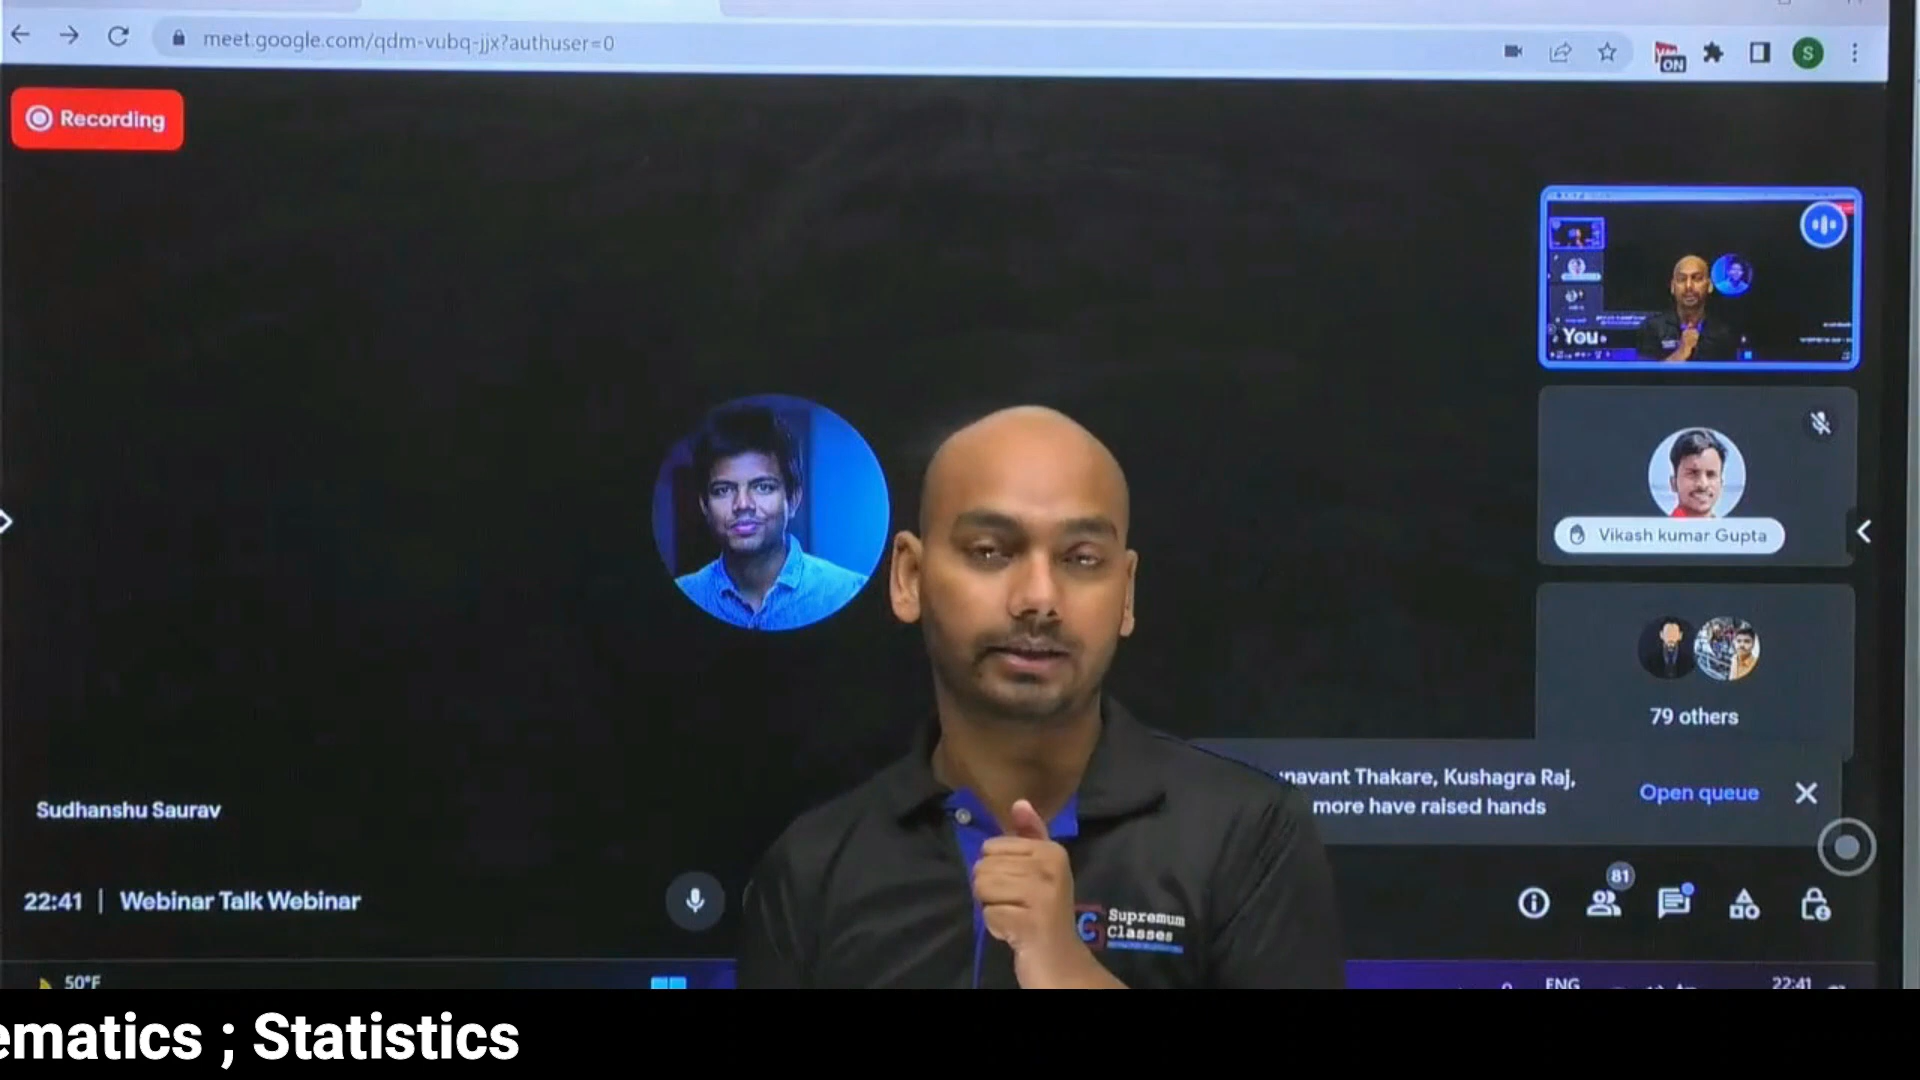 meet.google.com/qdm-vubq-jjx?authuser=0
ON
S
Recording
You
Vikash kumar Gupta
79 others
navant Thakare, Kushagra Raj,
more have raised hands
Open queue
Sudhanshu Saurav
22:41 | Webinar Talk Webinar
81
Supremum
Classes
50°F
ENG
22:41
ematics ; Statistics